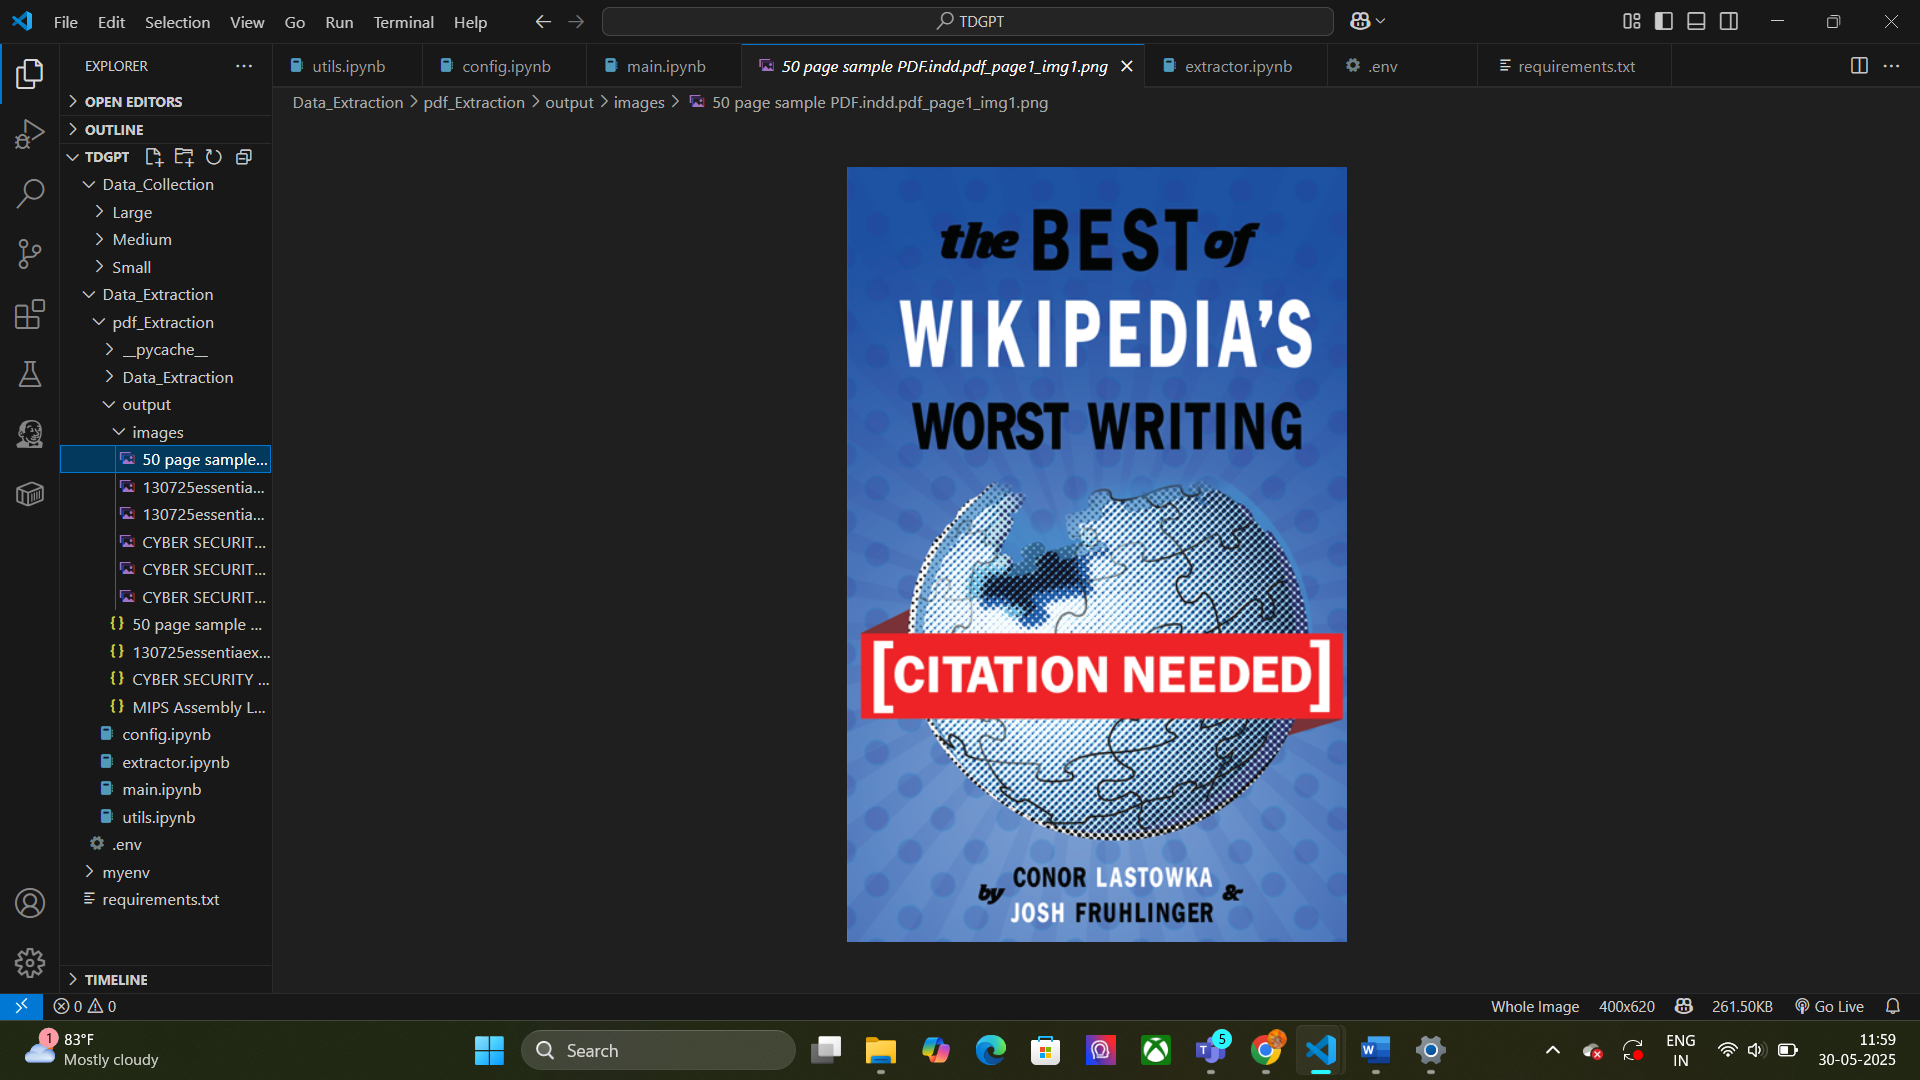 File Edit Selection View Go Run Terminal Help
TDGPT
EXPLORER
utils.ipynb
config.ipynb
main.ipynb
50 page sample PDF.indd.pdf_page1_img1.png
extractor.ipynb
.env
requirements.txt
Data_Extraction > pdf_Extraction > output > images > 50 page sample PDF.indd.pdf_page1_img1.png
OPEN EDITORS
OUTLINE
TDGPT
Data_Collection
Large
Medium
Small
Data_Extraction
pdf_Extraction
__pycache__
Data_Extraction
output
images
50 page sample...
130725essentia...
130725essentia...
CYBER SECURIT...
CYBER SECURIT...
CYBER SECURIT...
50 page sample ...
130725essentiaex...
CYBER SECURITY ...
MIPS Assembly L...
config.ipynb
extractor.ipynb
main.ipynb
utils.ipynb
.env
myenv
requirements.txt
TIMELINE
the BEST of
WIKIPEDIA'S
WORST WRITING
[CITATION NEEDED]
by CONOR LASTOWKA &
JOSH FRUHLINGER
0 0
Whole Image 400x620 261.50KB Go Live
1
83°F
Mostly cloudy
Search
5
ENG
IN
11:59
30-05-2025